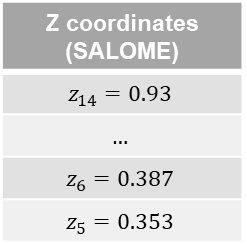 Z coordinates
(SALOME)
z₁₄ = 0.93
...
z₆ = 0.387
z₅ = 0.353